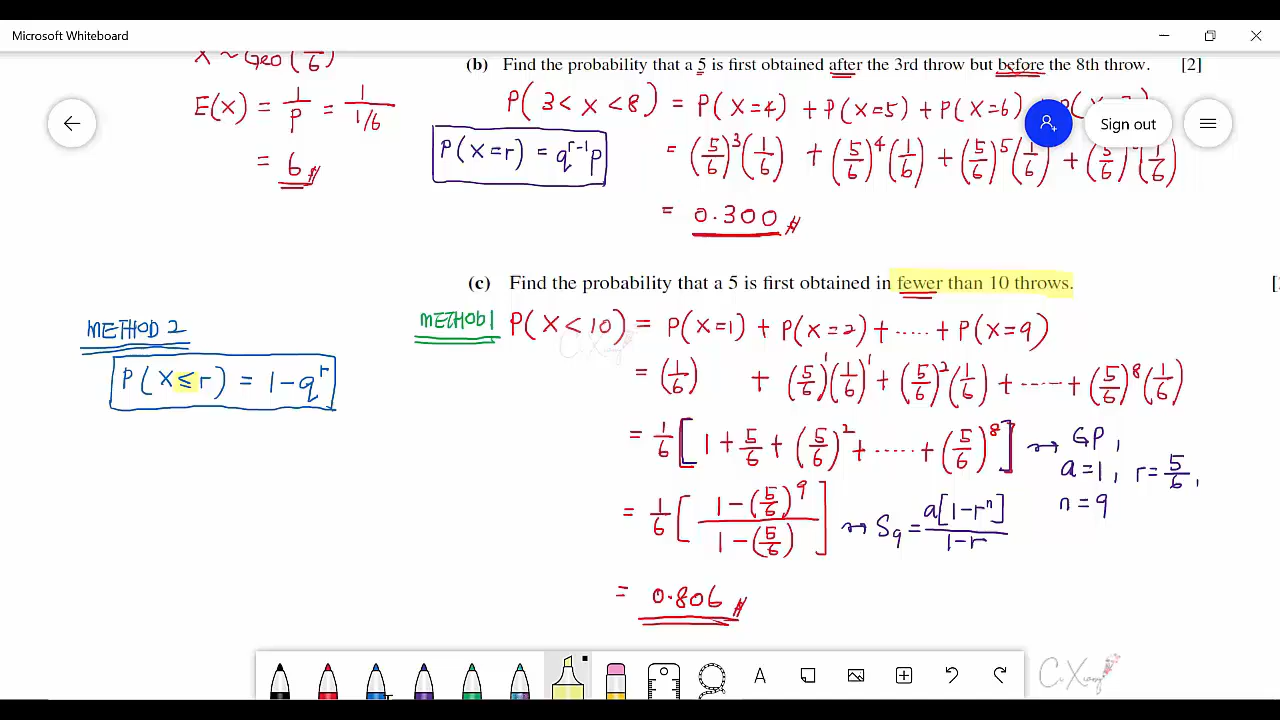 Microsoft Whiteboard
X ~ Geo(1/6)
E(X) = 1/p = 1/(1/6)
= 6
(b) Find the probability that a 5 is first obtained after the 3rd throw but before the 8th throw. [2]
P(3 < X < 8) = P(X=4) + P(X=5) + P(X=6)
Sign out
P(X=r) = q^(r-1) p
= (5/6)^3 (1/6) + (5/6)^4 (1/6) + (5/6)^5 (1/6) + (5/6) (1/6)
= 0.300
(c) Find the probability that a 5 is first obtained in fewer than 10 throws.
METHOD 2
P(X ≤ r) = 1 - q^r
METHOD 1
P(X < 10) = P(X=1) + P(X=2) + ..... + P(X=9)
= (1/6) + (5/6)^1 (1/6)^1 + (5/6)^2 (1/6) + ..... + (5/6)^8 (1/6)
= 1/6 [1 + 5/6 + (5/6)^2 + ..... + (5/6)^8] → GP,
a = 1, r = 5/6,
n = 9
= 1/6 [(1 - (5/6)^9) / (1 - (5/6))] → S_9 = a[1 - r^n] / (1 - r)
= 0.806
A
C Xiang